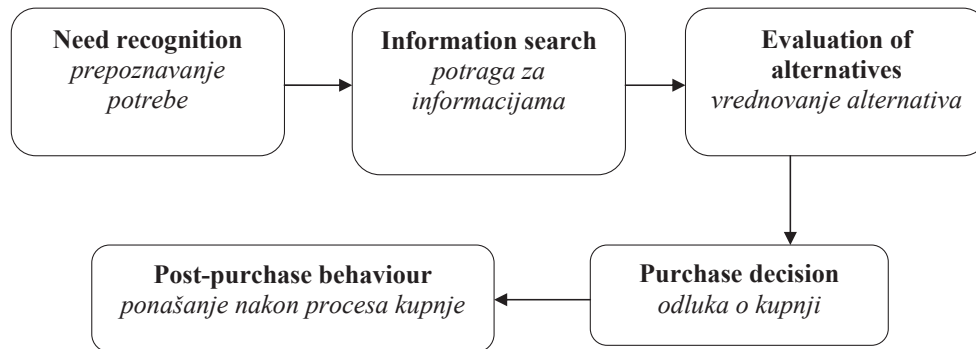 Need recognition
prepoznavanje
potrebe
Information search
potraga za
informacijama
Evaluation of
alternatives
vrednovanje alternativa
Post-purchase behaviour
ponašanje nakon procesa kupnje
Purchase decision
odluka o kupnji